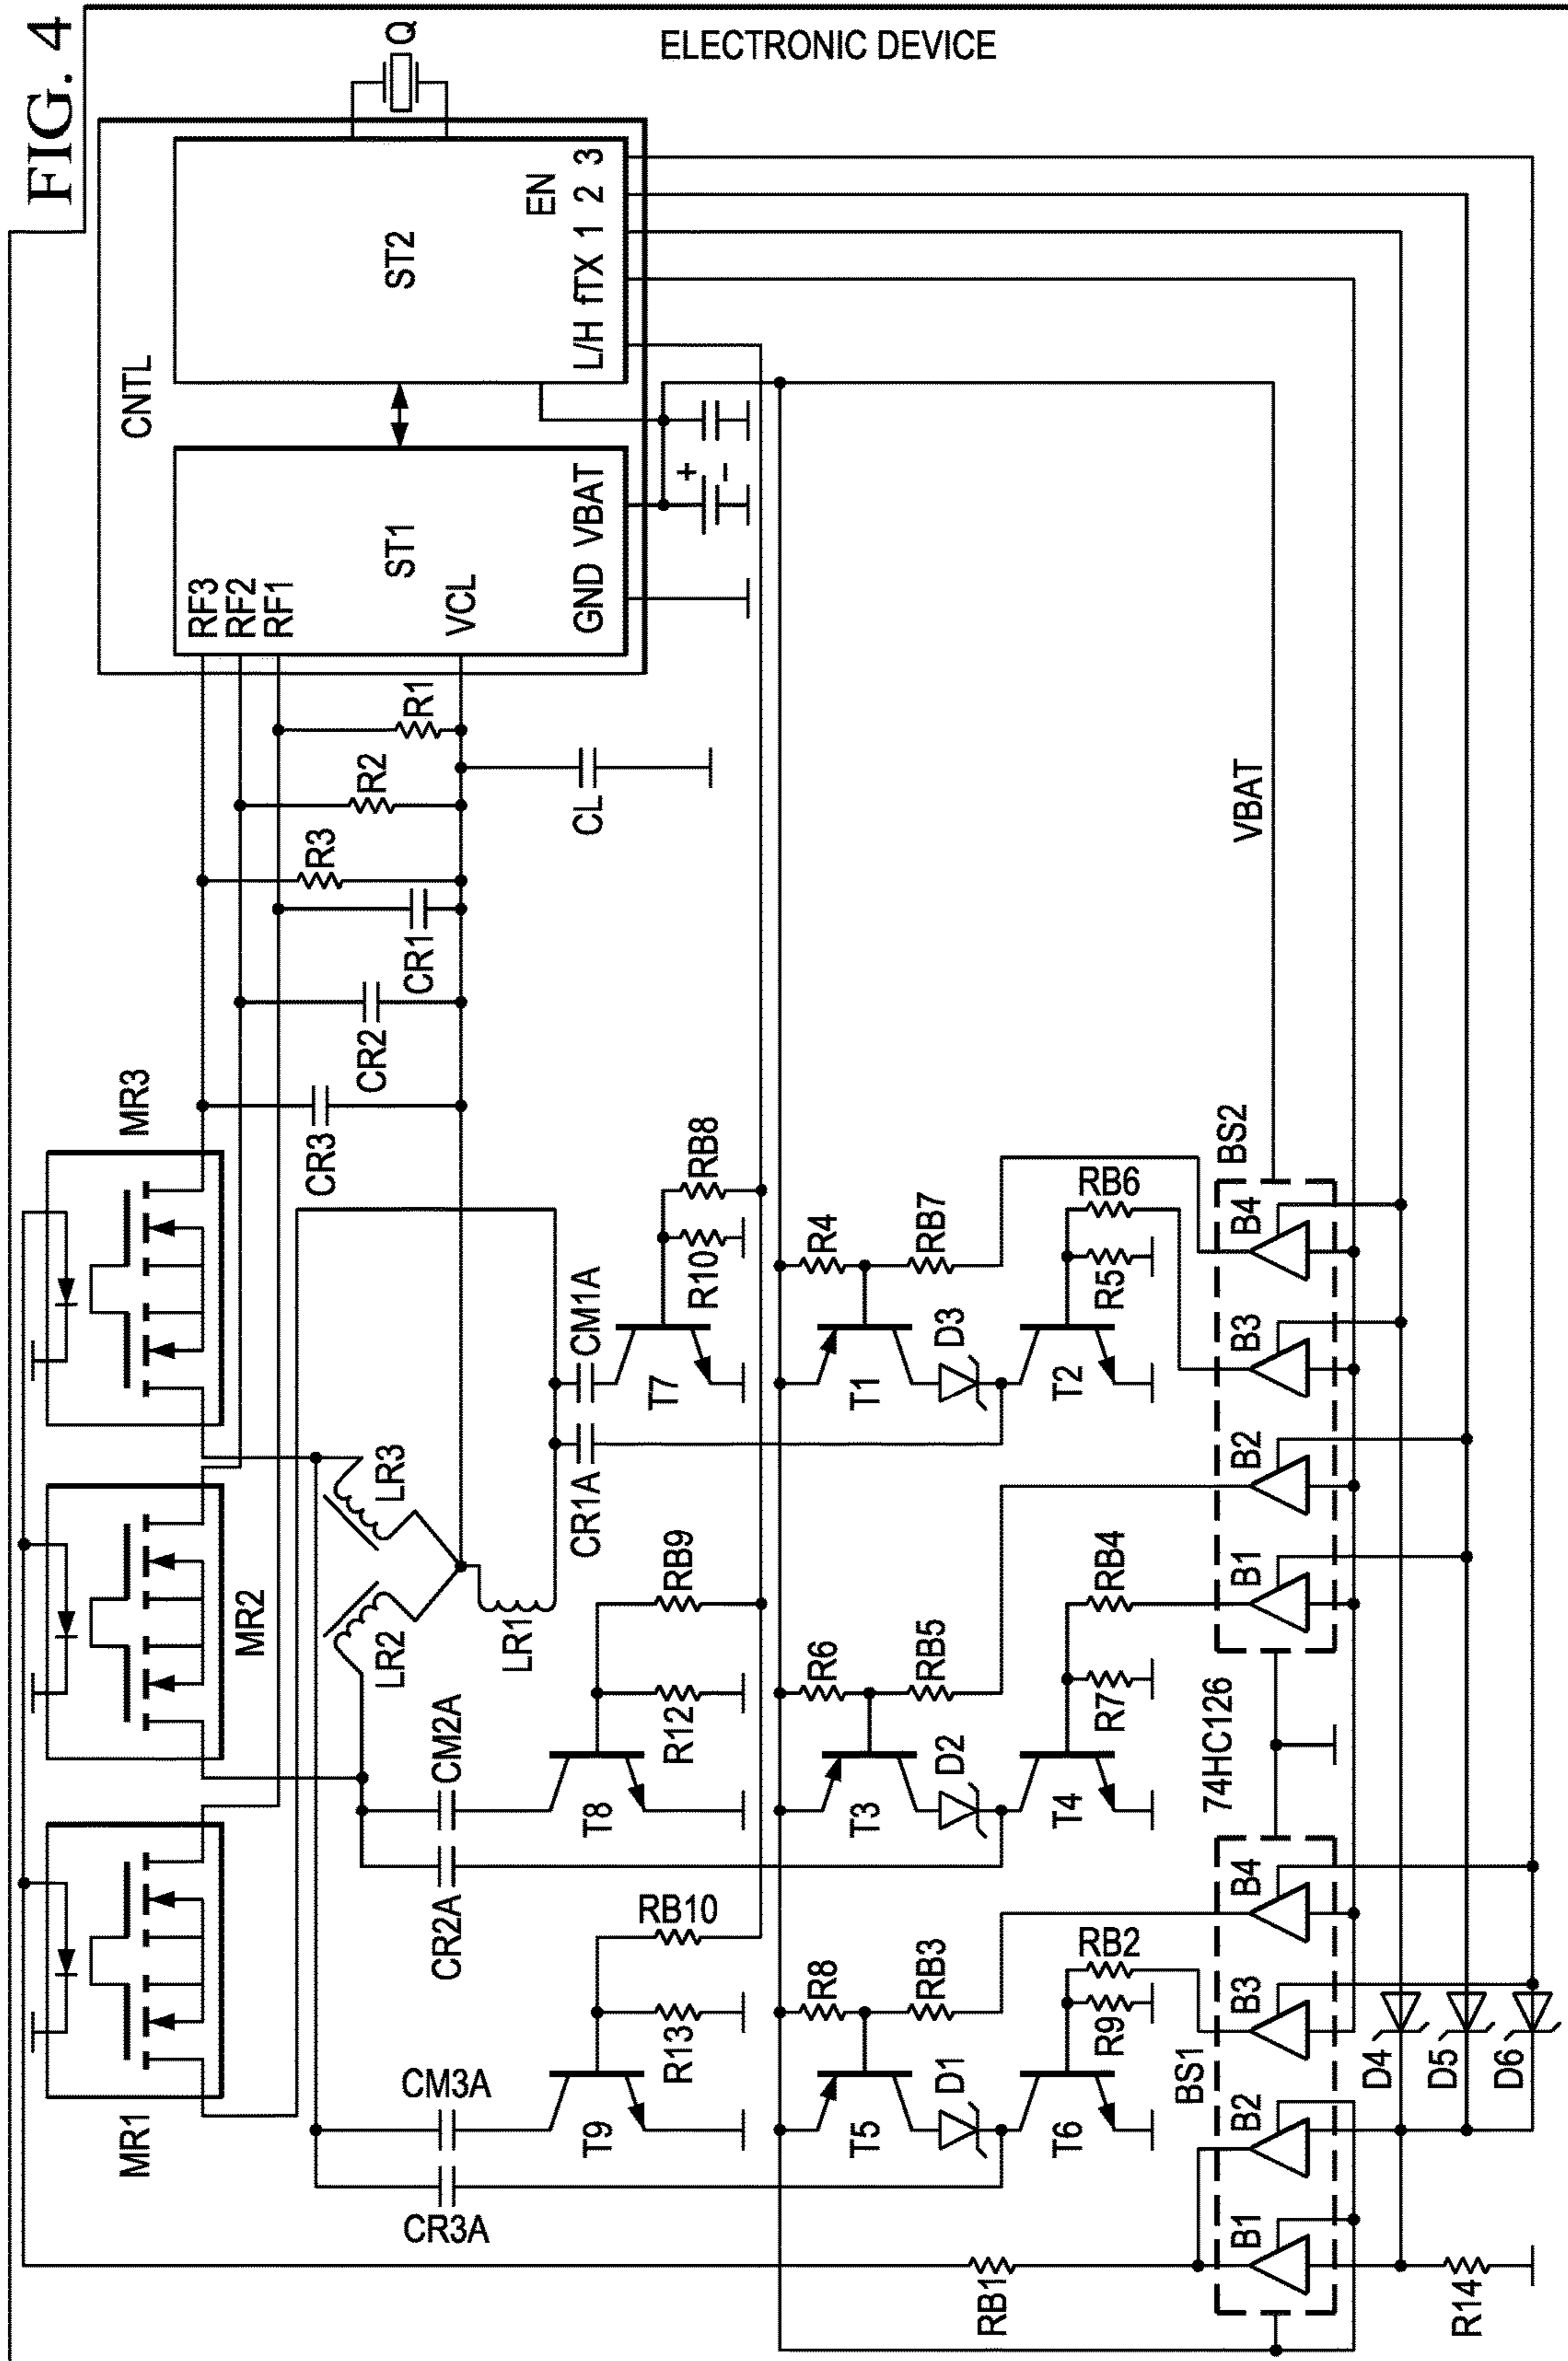 FIG. 4
ELECTRONIC DEVICE
Q
CNTL
ST2
EN
L/H fTX 1 2 3
ST1
RF3
RF2
RF1
VCL
GND VBAT
+
−
R1
R2
R3
CL
CR1
CR2
CR3
MR3
MR2
MR1
LR3
LR2
LR1
CM1A
CR1A
CM2A
CR2A
CM3A
CR3A
T7
R10
RB8
T8
R12
RB9
T9
R13
RB10
R4
RB7
T1
D3
T2
R5
RB6
R6
RB5
T3
D2
T4
R7
RB4
R8
RB3
T5
D1
T6
R9
RB2
VBAT
BS2
B4
B3
B2
B1
74HC126
BS1
B4
B3
B2
B1
D4
D5
D6
RB1
R14